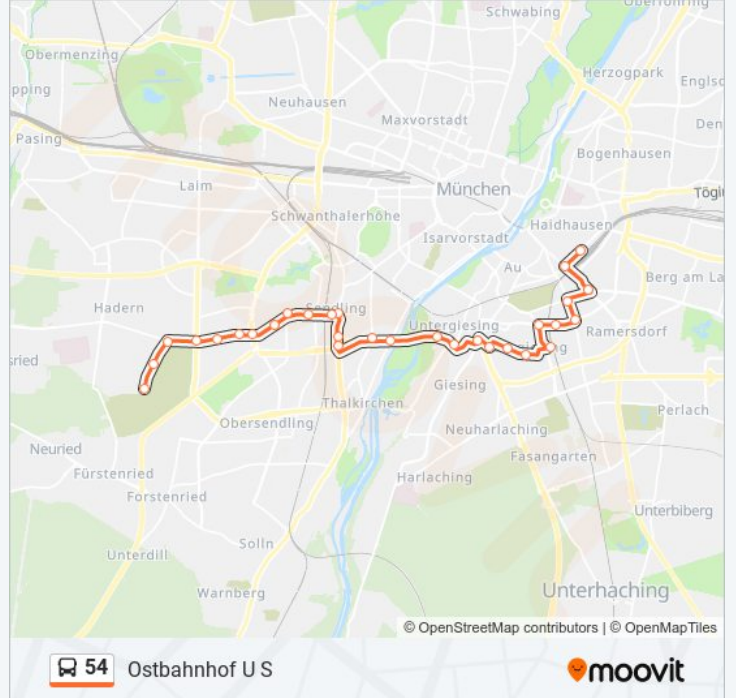 Schwabing
Oberföhring
Obermenzing
Herzogpark
Englsc
pping
Neuhausen
Maxvorstadt
Den
Pasing
Bogenhausen
Laim
München
Töglu
Schwanthalerhöhe
Haidhausen
Isarvorstadt
Au
Berg am La
Hadern
Sendling
Untergiesing
Ramersdorf
sried
Giesing
Thalkirchen
Perlach
Obersendling
Neuharlaching
Neuried
Fasangarten
Fürstenried
Harlaching
Forstenried
Unterbiberg
Solln
Unterdill
Warnberg
Unterhaching
© OpenStreetMap contributors | © OpenMapTiles
54 Ostbahnhof U S
moovit